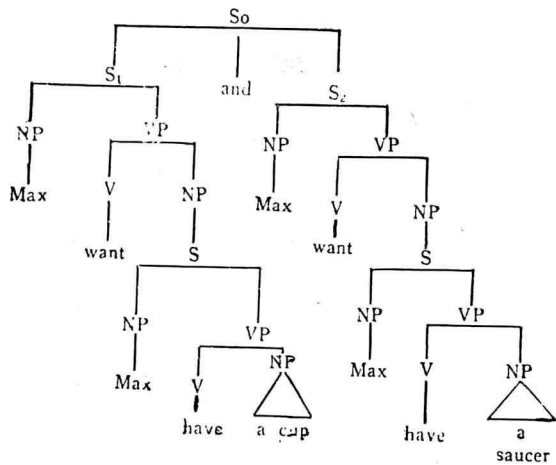 So
S₁ and S₂
NP VP NP VP
Max V NP Max V NP
want S want S
NP VP NP VP
Max V NP Max V NP
have a cup have a saucer